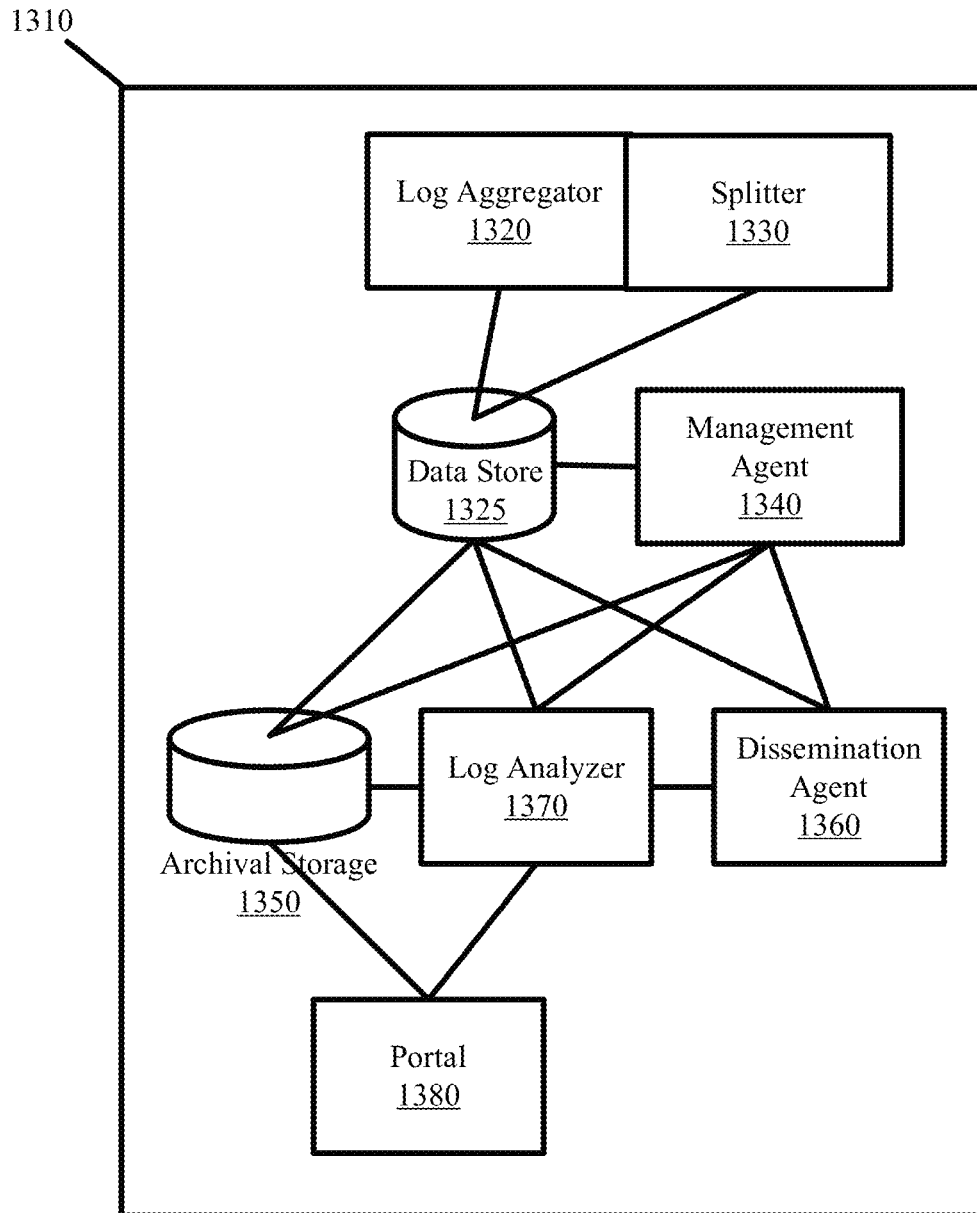 1310
Log Aggregator
1320
Splitter
1330
Data Store
1325
Management
Agent
1340
Archival Storage
1350
Log Analyzer
1370
Dissemination
Agent
1360
Portal
1380